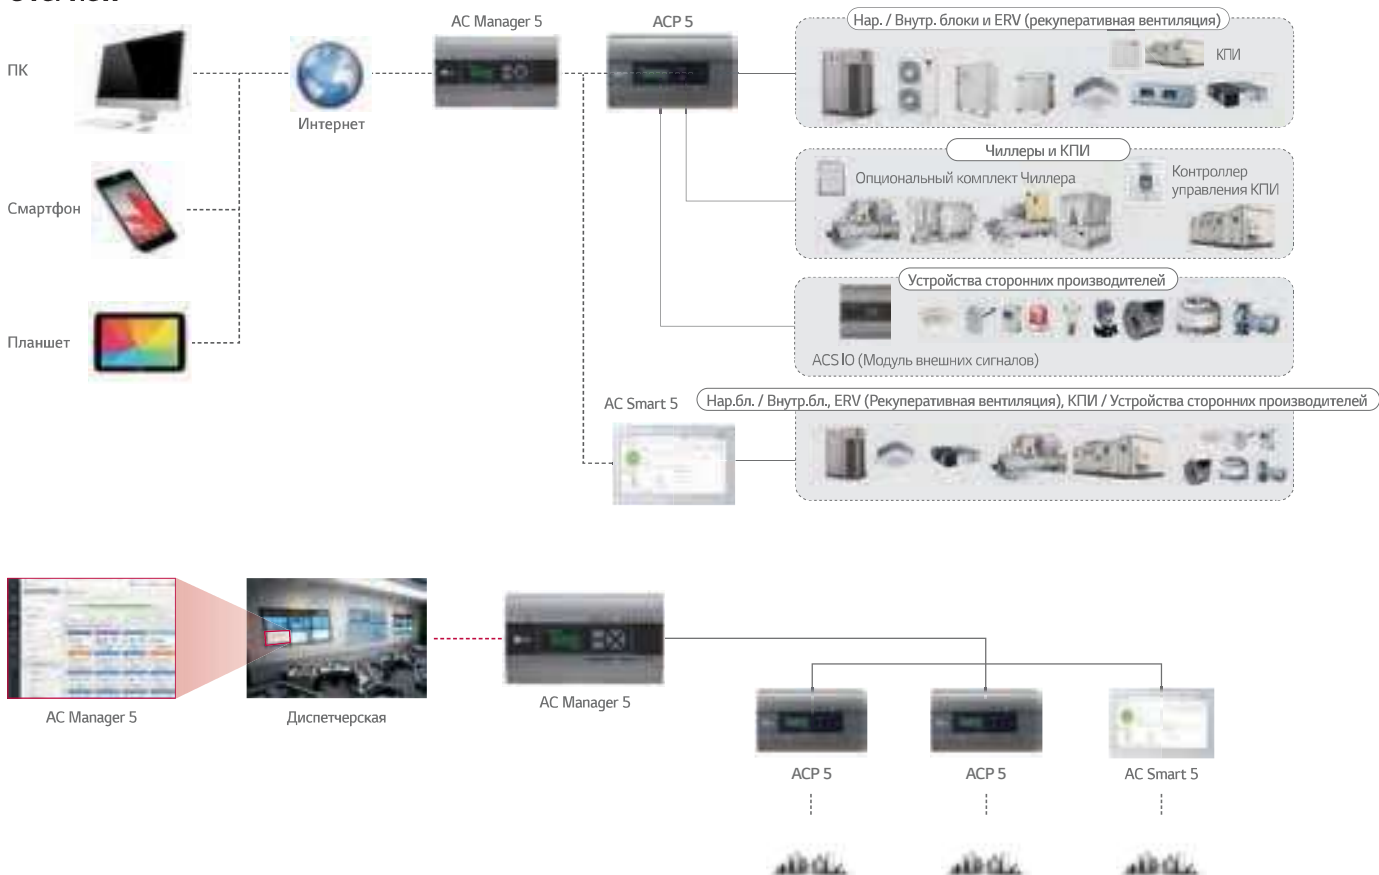 Overview
AC Manager 5
ACP 5
Нар. / Внутр. блоки и ERV (рекуперативная вентиляция)
КПИ
ПК
Интернет
Чиллеры и КПИ
Опциональный комплект Чиллера
Контроллер
управления КПИ
Смартфон
Устройства сторонних производителей
Планшет
ACS IO (Модуль внешних сигналов)
AC Smart 5
Нар.бл. / Внутр.бл., ERV (Рекуперативная вентиляция), КПИ / Устройства сторонних производителей
AC Manager 5
Диспетчерская
AC Manager 5
ACP 5
ACP 5
AC Smart 5